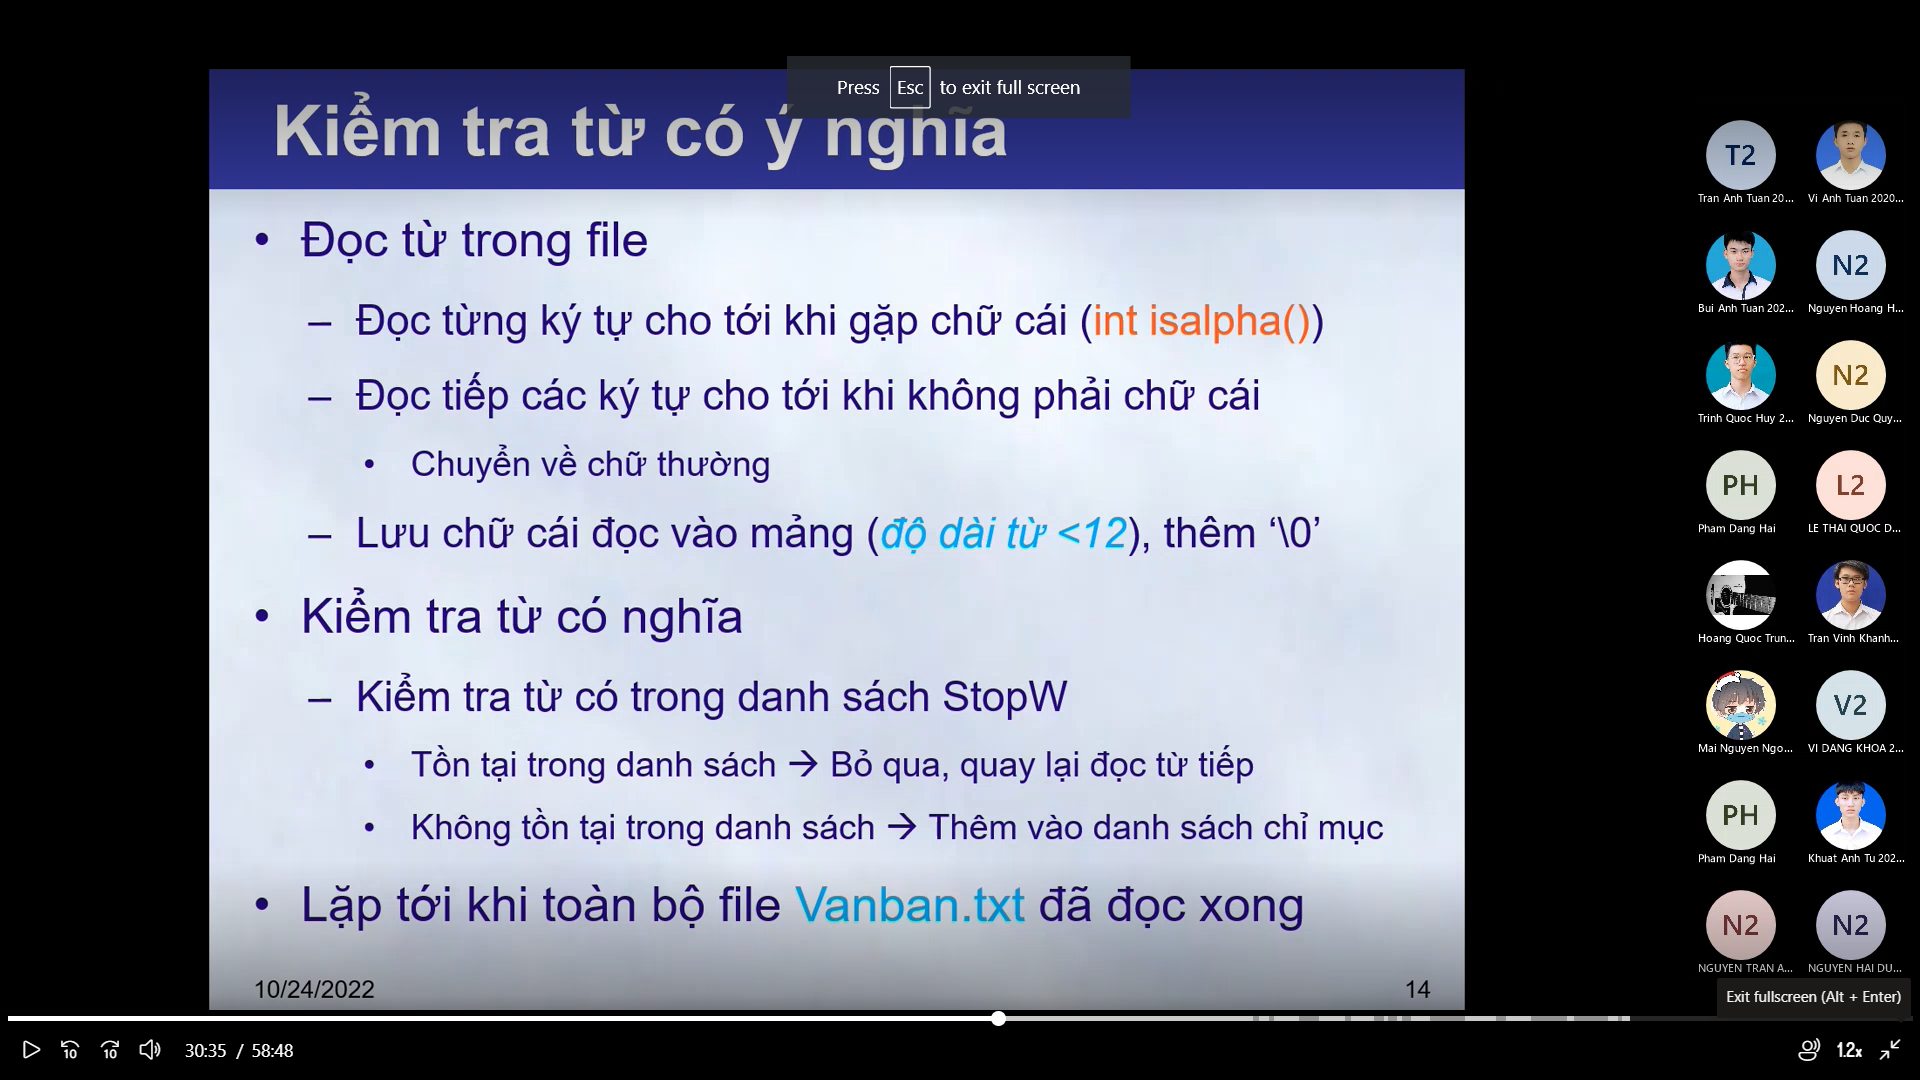 Press Esc to exit full screen
Kiểm tra từ có ý nghĩa
• Đọc từ trong file
– Đọc từng ký tự cho tới khi gặp chữ cái (int isalpha())
– Đọc tiếp các ký tự cho tới khi không phải chữ cái
• Chuyển về chữ thường
– Lưu chữ cái đọc vào mảng (độ dài từ <12), thêm ‘\0’
• Kiểm tra từ có nghĩa
– Kiểm tra từ có trong danh sách StopW
• Tồn tại trong danh sách → Bỏ qua, quay lại đọc từ tiếp
• Không tồn tại trong danh sách → Thêm vào danh sách chỉ mục
• Lặp tới khi toàn bộ file Vanban.txt đã đọc xong
10/24/2022 14
T2
Tran Anh Tuan 20... Vi Anh Tuan 2020...
N2
Bui Anh Tuan 202... Nguyen Hoang H...
N2
Trinh Quoc Huy 2... Nguyen Duc Quy...
PH L2
Pham Dang Hai LE THAI QUOC D...
Hoang Quoc Trun... Tran Vinh Khanh...
V2
Mai Nguyen Ngo... VI DANG KHOA 2...
PH
Pham Dang Hai Khuat Anh Tu 202...
N2 N2
NGUYEN TRAN A... NGUYEN HAI DU...
Exit fullscreen (Alt + Enter)
10 10 30:35 / 58:48 1.2x